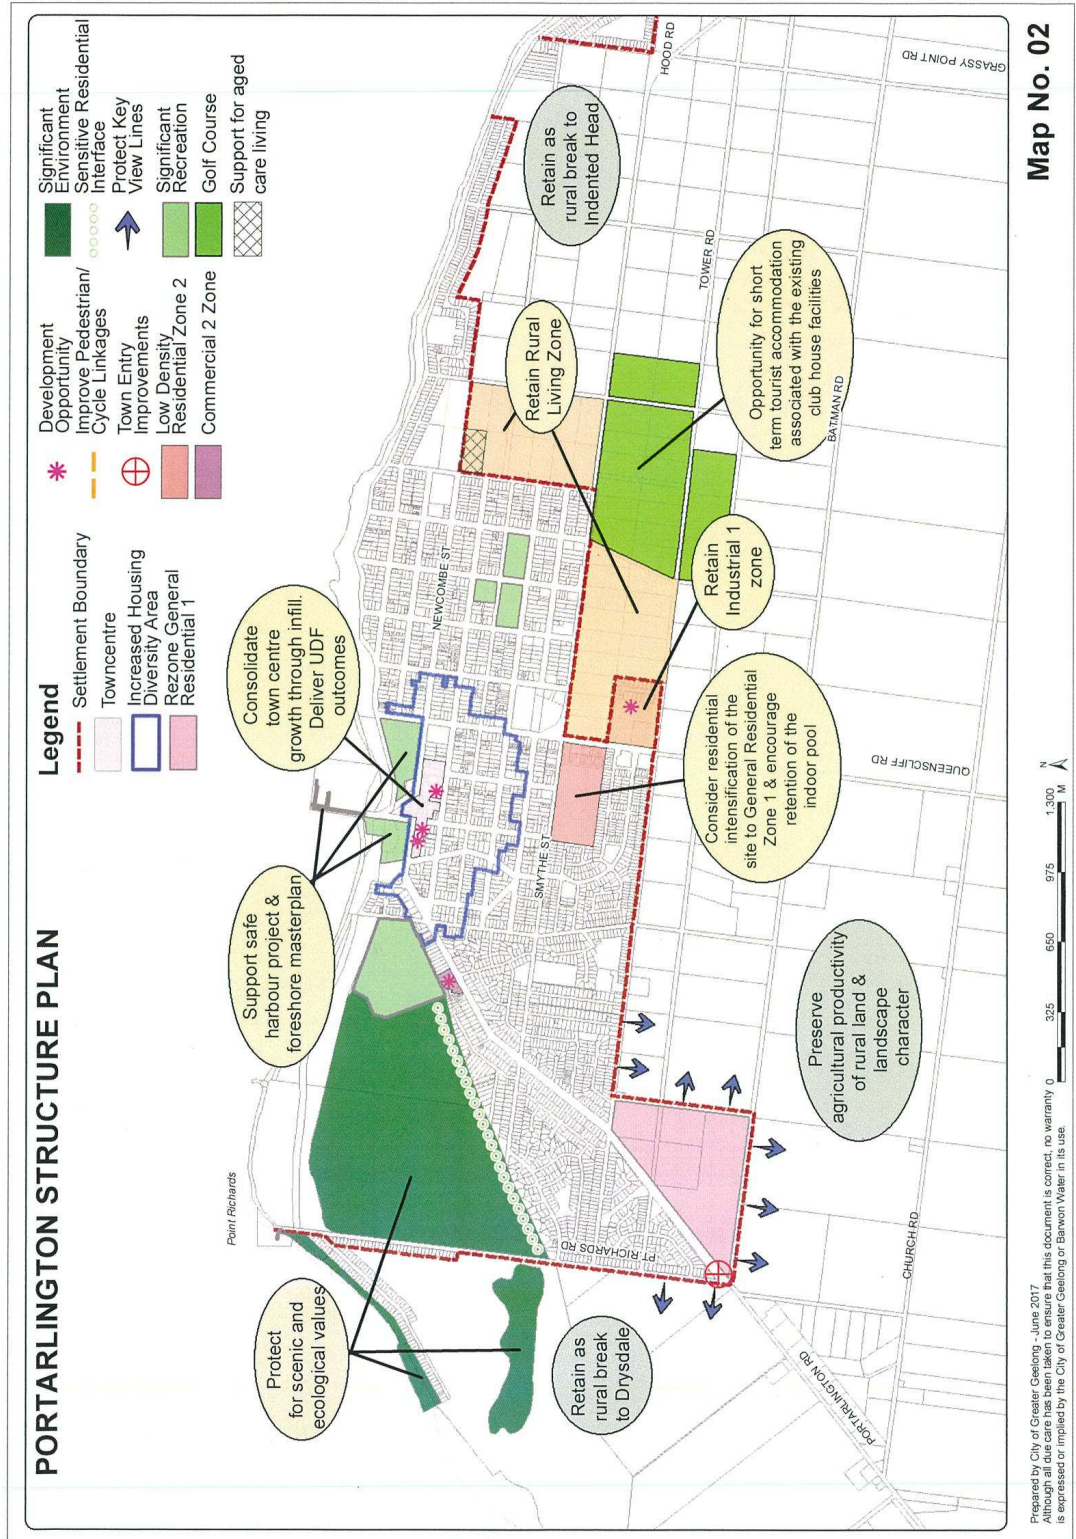 PORTARLINGTON STRUCTURE PLAN
Legend
Settlement Boundary
Towncentre
Increased Housing
Diversity Area
Rezone General
Residential 1
Development
Opportunity
Improve Pedestrian/
Cycle Linkages
Town Entry
Improvements
Low Density
Residential Zone 2
Commercial 2 Zone
Significant
Environment
Sensitive Residential
Interface
Protect Key
View Lines
Significant
Recreation
Golf Course
Support for aged
care living
Point Richards
Protect
for scenic and
ecological values
Support safe
harbour project &
foreshore masterplan
Consolidate
town centre
growth through infill.
Deliver UDF
outcomes
NEWCOMBE ST
SMYTHE ST
PT RICHARDS RD
Retain Rural
Living Zone
Retain as
rural break to
Indented Head
HOOD RD
GRASSY POINT RD
TOWER RD
BATMAN RD
Retain as
rural break
to Drysdale
PORTARLINGTON RD
CHURCH RD
Preserve
agricultural productivity
of rural land &
landscape
character
Consider residential
intensification of the
site to General Residential
Zone 1 & encourage
retention of the
indoor pool
QUEENSCLIFF RD
Retain
Industrial 1
zone
Opportunity for short
term tourist accommodation
associated with the existing
club house facilities
Prepared by City of Greater Geelong - June 2017
Although all due care has been taken to ensure that this document is correct, no warranty
is expressed or implied by the City of Greater Geelong or Barwon Water in its use.
0 325 650 975 1,300
M
N
Map No. 02